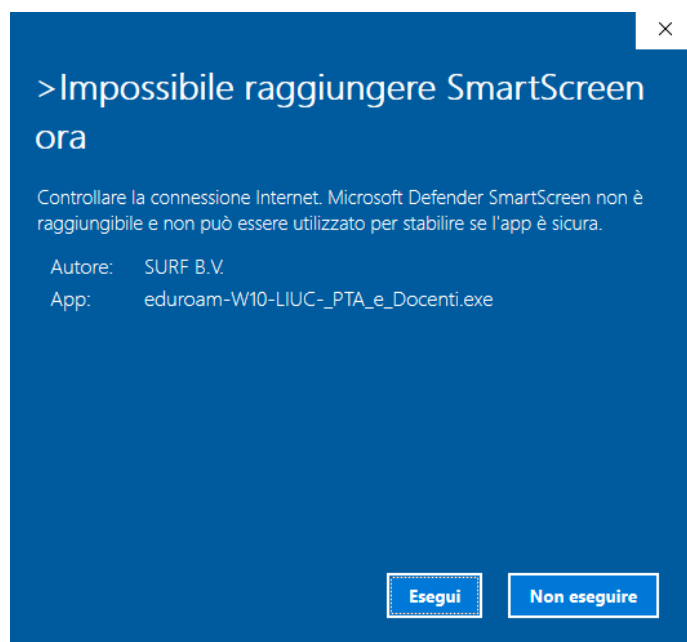 >Impossibile raggiungere SmartScreen
ora
Controllare la connessione Internet. Microsoft Defender SmartScreen non è
raggiungibile e non può essere utilizzato per stabilire se l'app è sicura.
Autore: SURF B.V.
App: eduroam-W10-LIUC-_PTA_e_Docenti.exe
Esegui Non eseguire